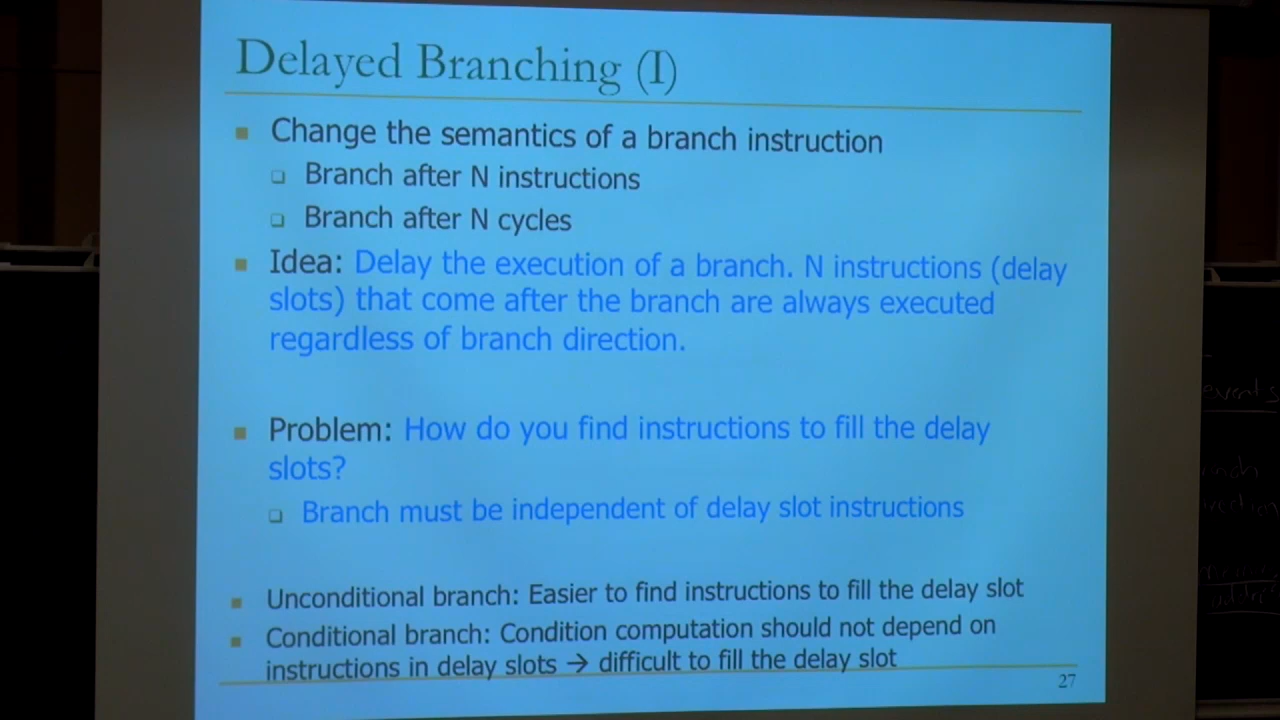 Delayed Branching (I)
Change the semantics of a branch instruction
Branch after N instructions
Branch after N cycles
Idea: Delay the execution of a branch. N instructions (delay
slots) that come after the branch are always executed
regardless of branch direction.
Problem: How do you find instructions to fill the delay
slots?
Branch must be independent of delay slot instructions
Unconditional branch: Easier to find instructions to fill the delay slot
Conditional branch: Condition computation should not depend on
instructions in delay slots → difficult to fill the delay slot
27